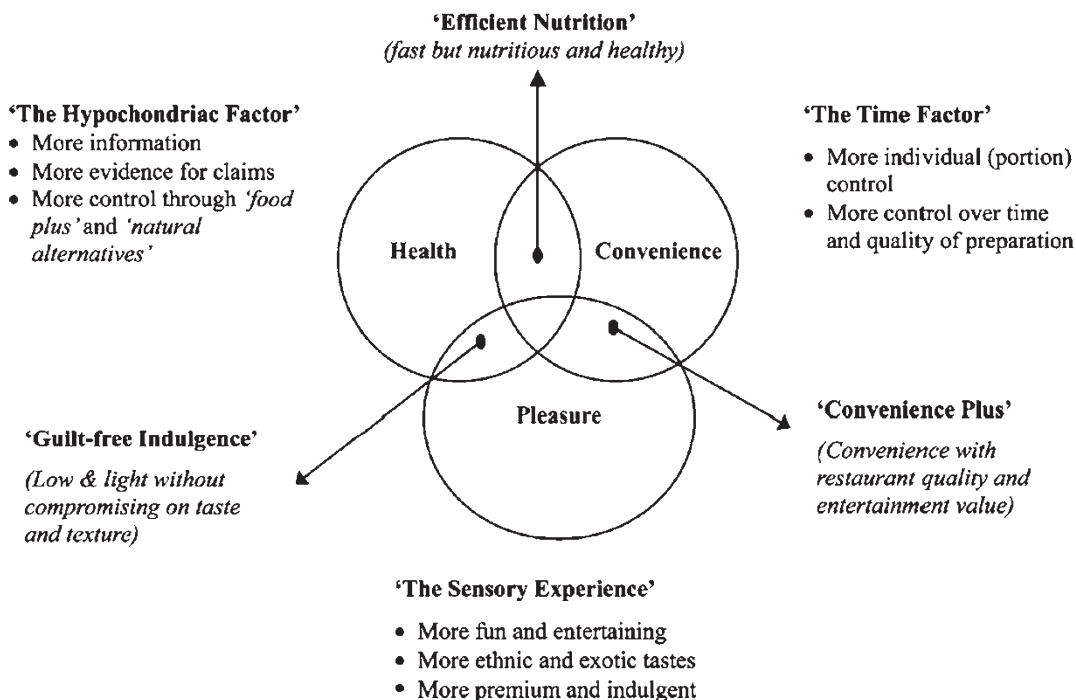 ‘Efficient Nutrition’
(fast but nutritious and healthy)
‘The Hypochondriac Factor’
• More information
• More evidence for claims
• More control through ‘food
plus’ and ‘natural
alternatives’
‘The Time Factor’
• More individual (portion)
control
• More control over time
and quality of preparation
Health
Convenience
Pleasure
‘Guilt-free Indulgence’
(Low & light without
compromising on taste
and texture)
‘Convenience Plus’
(Convenience with
restaurant quality and
entertainment value)
‘The Sensory Experience’
• More fun and entertaining
• More ethnic and exotic tastes
• More premium and indulgent